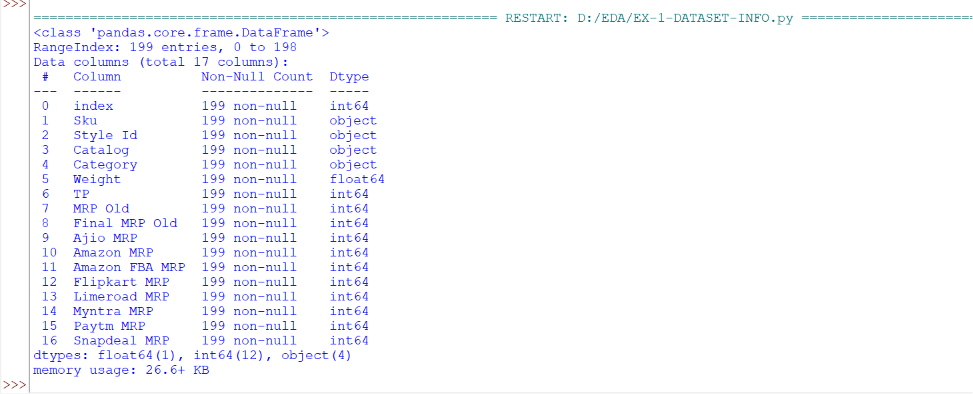 >>>
================================================== RESTART: D:/EDA/EX-1-DATASET-INFO.py =====================
<class 'pandas.core.frame.DataFrame'>
RangeIndex: 199 entries, 0 to 198
Data columns (total 17 columns):
 #   Column          Non-Null Count  Dtype
---  ------          --------------  -----
 0   index           199 non-null    int64
 1   Sku             199 non-null    object
 2   Style Id        199 non-null    object
 3   Catalog         199 non-null    object
 4   Category        199 non-null    object
 5   Weight          199 non-null    float64
 6   TP              199 non-null    int64
 7   MRP Old         199 non-null    int64
 8   Final MRP Old   199 non-null    int64
 9   Ajio MRP        199 non-null    int64
 10  Amazon MRP      199 non-null    int64
 11  Amazon FBA MRP  199 non-null    int64
 12  Flipkart MRP    199 non-null    int64
 13  Limeroad MRP    199 non-null    int64
 14  Myntra MRP      199 non-null    int64
 15  Paytm MRP       199 non-null    int64
 16  Snapdeal MRP    199 non-null    int64
dtypes: float64(1), int64(12), object(4)
memory usage: 26.6+ KB
>>>